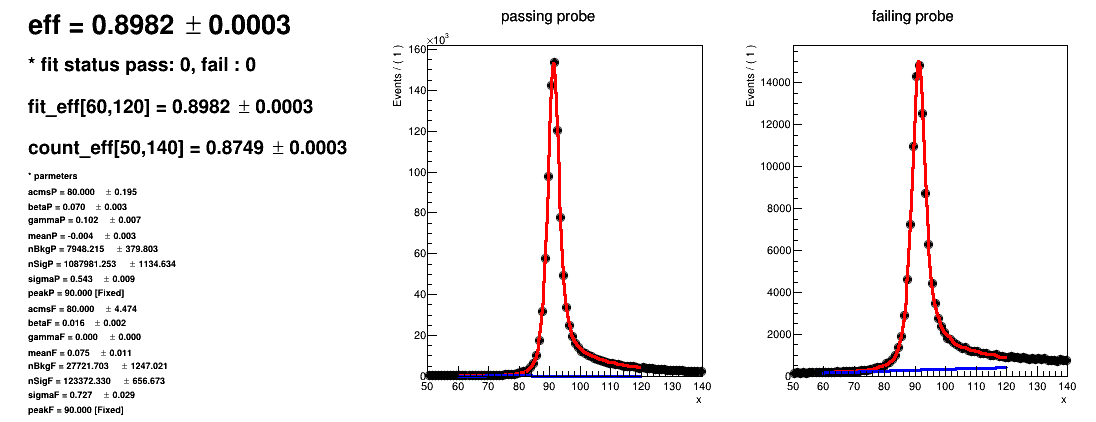 eff = 0.8982 ± 0.0003
* fit status pass: 0, fail : 0
fit_eff[60,120] = 0.8982 ± 0.0003
count_eff[50,140] = 0.8749 ± 0.0003
* parmeters
acmsP = 80.000 ± 0.195
betaP = 0.070 ± 0.003
gammaP = 0.102 ± 0.007
meanP = -0.004 ± 0.003
nBkgP = 7948.215 ± 379.803
nSigP = 1087981.253 ± 1134.634
sigmaP = 0.543 ± 0.009
peakP = 90.000 [Fixed]
acmsF = 80.000 ± 4.474
betaF = 0.016 ± 0.002
gammaF = 0.000 ± 0.000
meanF = 0.075 ± 0.011
nBkgF = 27721.703 ± 1247.021
nSigF = 123372.330 ± 656.673
sigmaF = 0.727 ± 0.029
peakF = 90.000 [Fixed]
passing probe
×10³
Events / ( 1 )
160
140
120
100
80
60
40
20
0
50 60 70 80 90 100 110 120 130 140
x
failing probe
Events / ( 1 )
14000
12000
10000
8000
6000
4000
2000
0
50 60 70 80 90 100 110 120 130 140
x